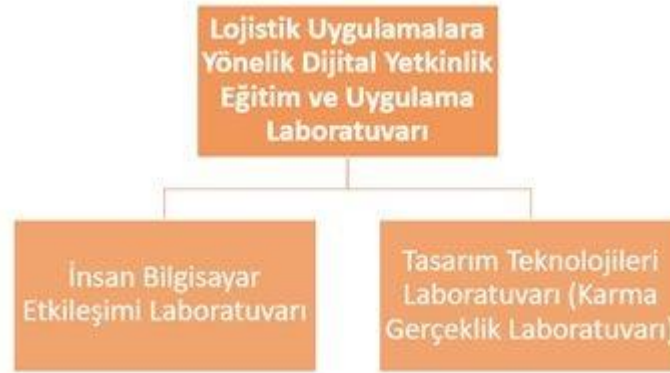 Lojistik Uygulamalara
Yönelik Dijital Yetkinlik
Eğitim ve Uygulama
Laboratuvarı
İnsan Bilgisayar
Etkileşimi Laboratuvarı
Tasarım Teknolojileri
Laboratuvarı (Karma
Gerçeklik Laboratuvarı)